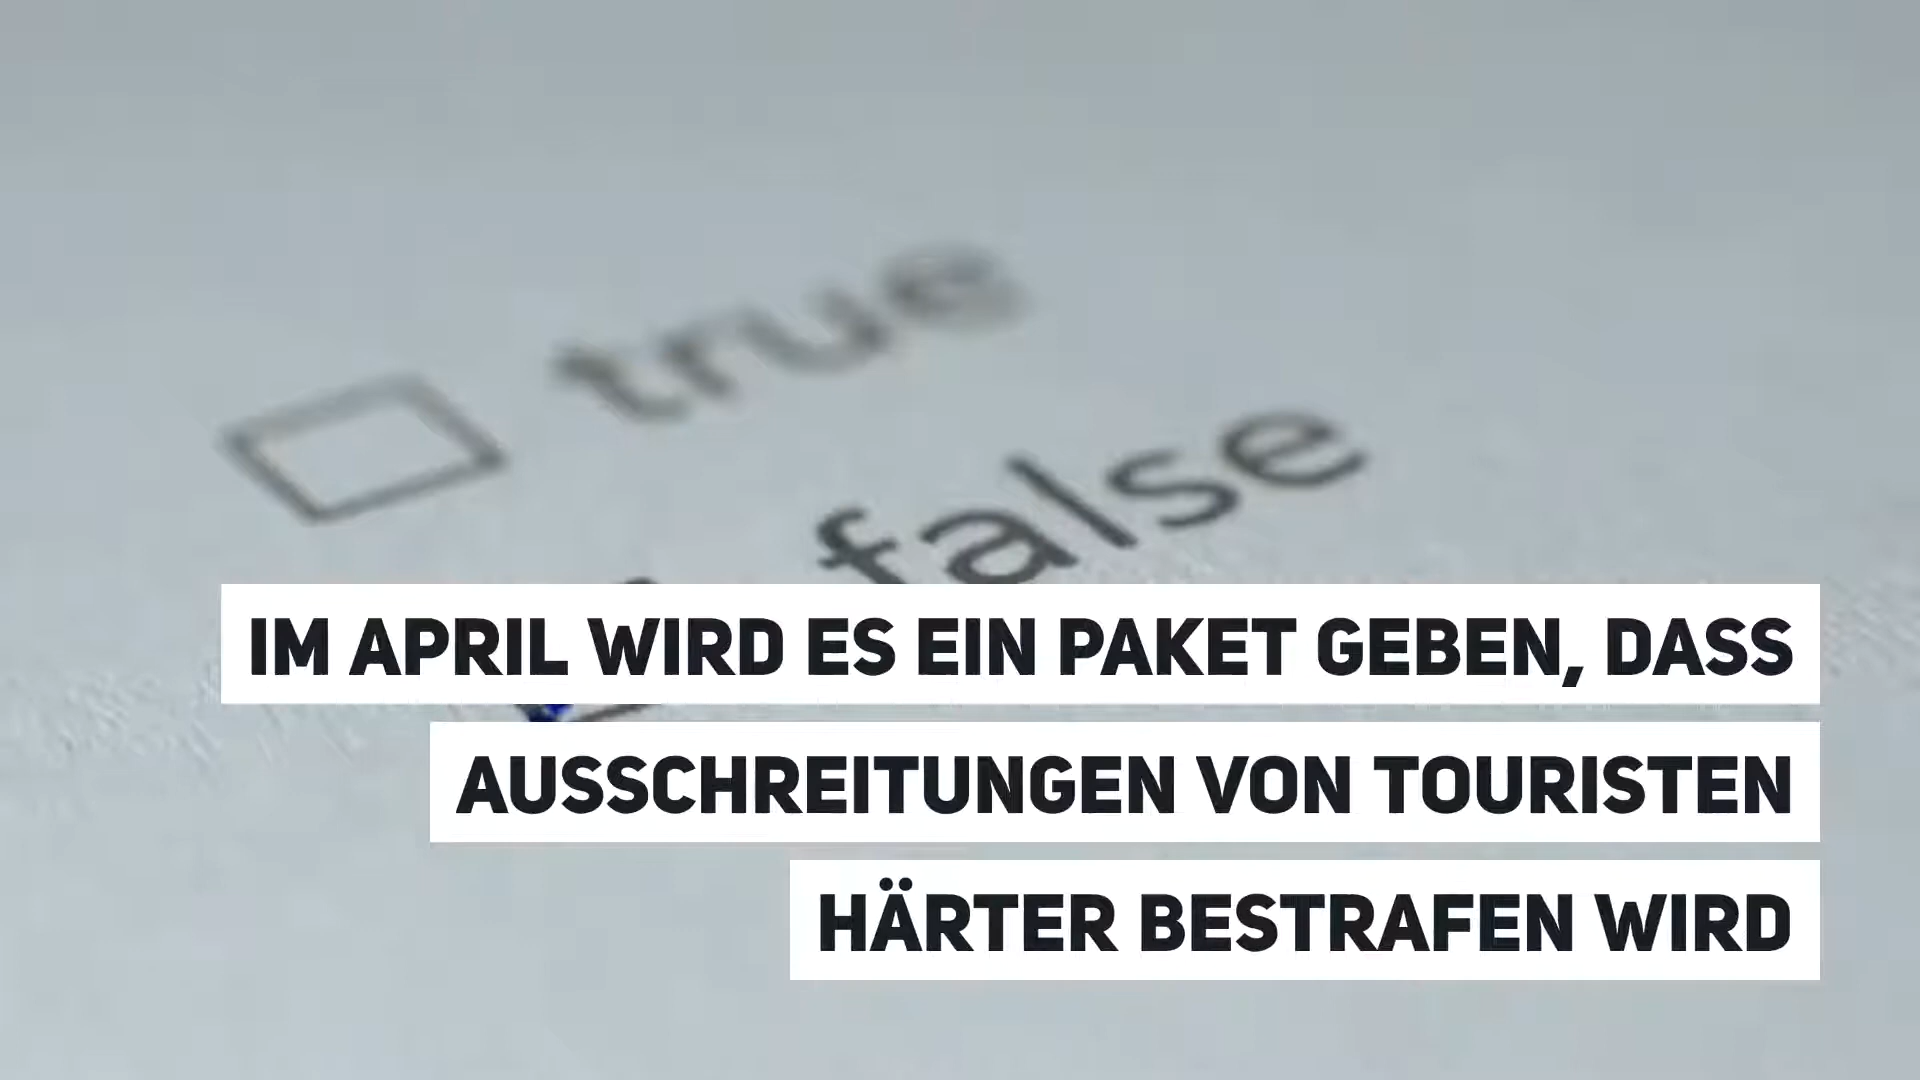 true
false
IM APRIL WIRD ES EIN PAKET GEBEN, DASS
AUSSCHREITUNGEN VON TOURISTEN
HÄRTER BESTRAFEN WIRD